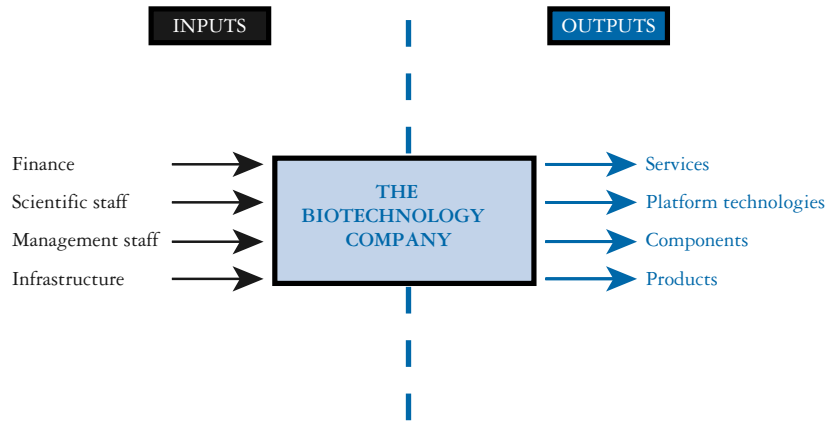 INPUTS
OUTPUTS
Finance
Scientific staff
Management staff
Infrastructure
THE
BIOTECHNOLOGY
COMPANY
Services
Platform technologies
Components
Products